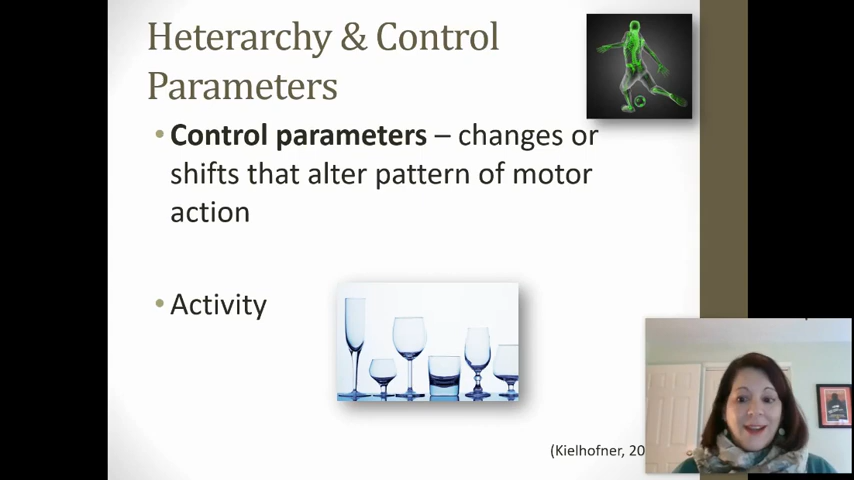 Heterarchy & Control
Parameters
• Control parameters – changes or
shifts that alter pattern of motor
action
• Activity
(Kielhofner, 20